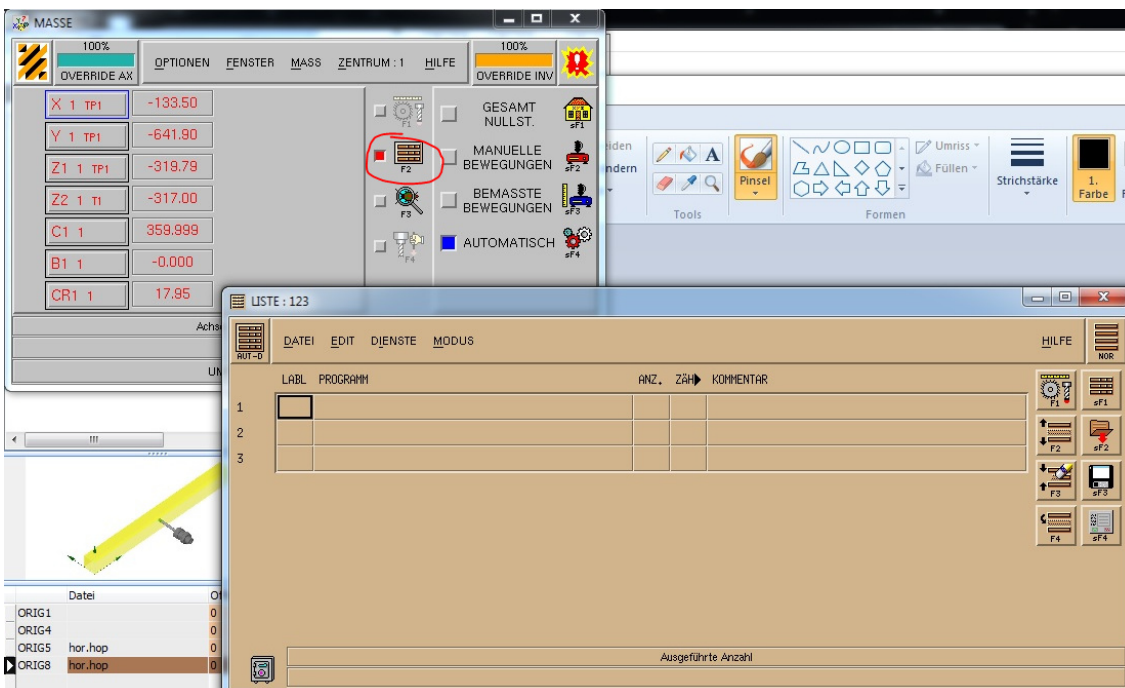 MASSE
100%
OVERRIDE AX
OPTIONEN FENSTER MASS ZENTRUM : 1 HILFE
100%
OVERRIDE INV
X 1 TP1 -133.50
Y 1 TP1 -641.90
Z1 1 TP1 -319.79
Z2 1 T1 -317.00
C1 1 359.999
B1 1 -0.000
CR1 1 17.95
F1
F2
F3
F4
GESAMT
NULLST.
sF1
MANUELLE
BEWEGUNGEN
sF2
BEMASSTE
BEWEGUNGEN
sF3
AUTOMATISCH
sF4
Pinsel
Tools
Umriss
Füllen
Formen
Strichstärke
1.
Farbe
LISTE : 123
AUT-D
DATEI EDIT DIENSTE MODUS HILFE
NOR
LABL PROGRAMM ANZ. ZÄH KOMMENTAR
1
2
3
F1 sF1
F2 sF2
F3 sF3
F4 sF4
Ausgeführte Anzahl
Datei
ORIG1 0
ORIG4 0
ORIG5 hor.hop 0
ORIG8 hor.hop 0